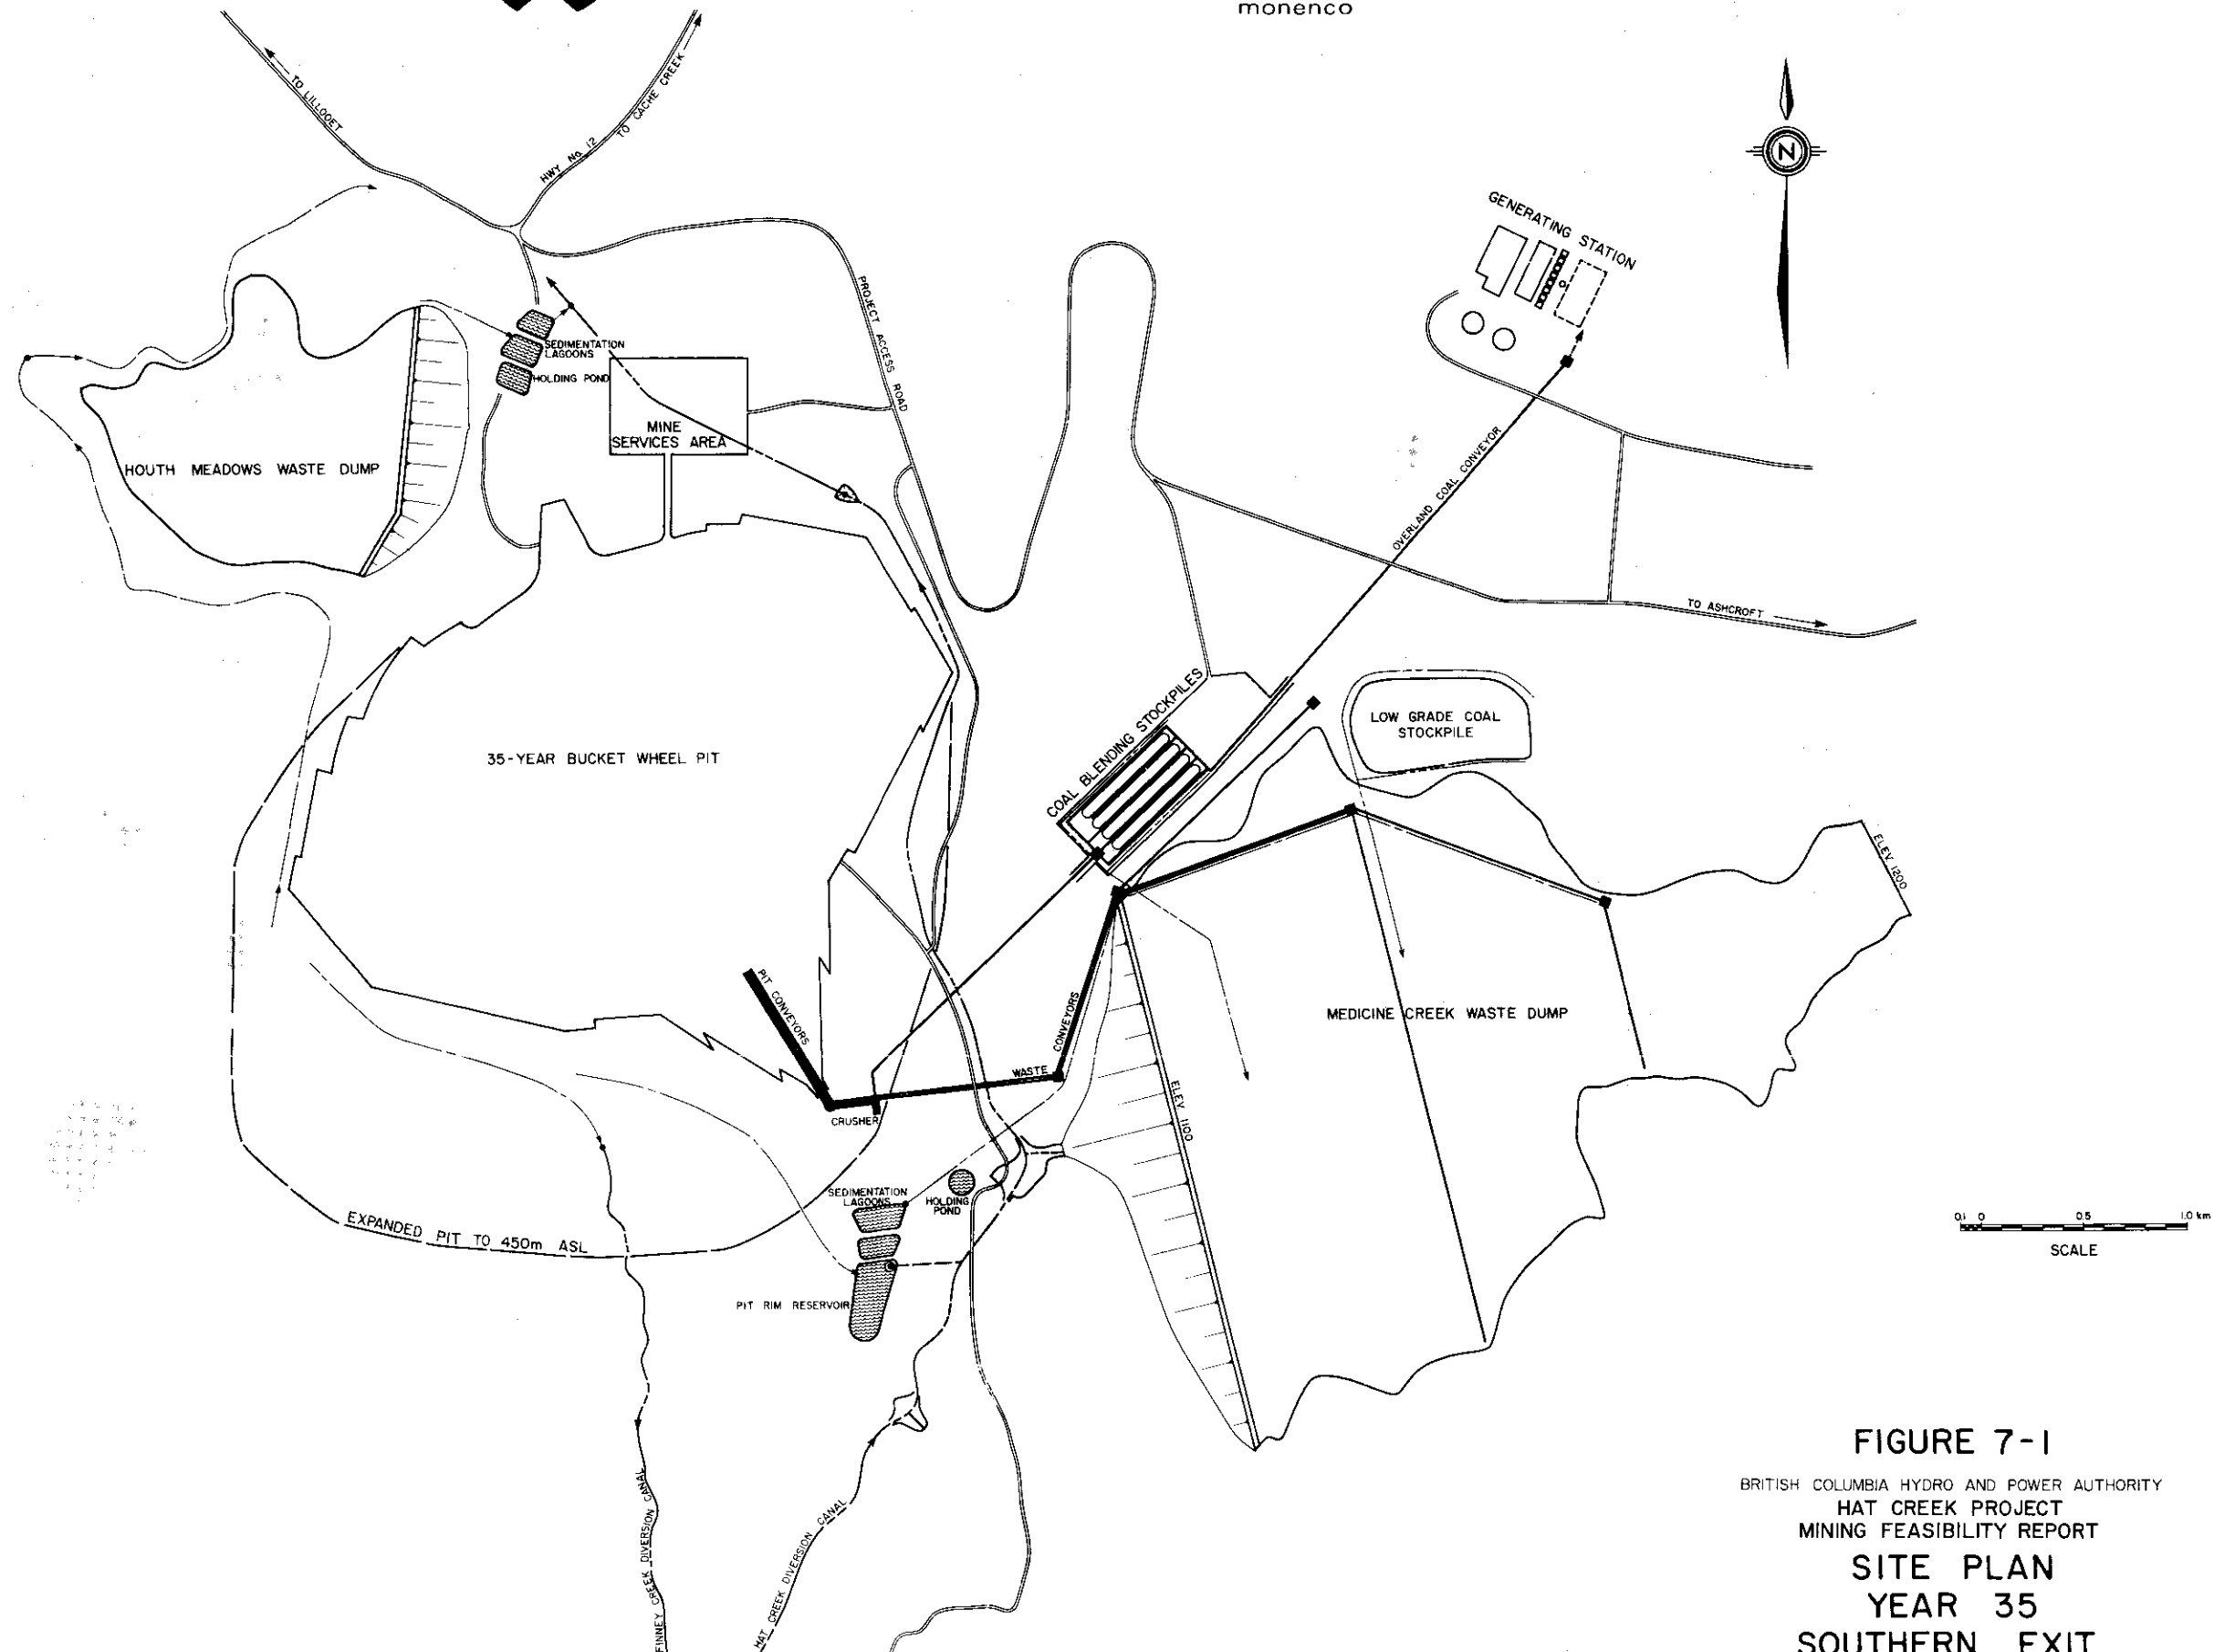 monenco
TO LILLOOET
HWY No. 12
TO CACHE CREEK
N
GENERATING STATION
PROJECT ACCESS ROAD
SEDIMENTATION
LAGOONS
HOLDING POND
MINE
SERVICES AREA
HOUTH MEADOWS WASTE DUMP
OVERLAND COAL CONVEYOR
TO ASHCROFT
COAL BLENDING STOCKPILES
LOW GRADE COAL
STOCKPILE
35-YEAR BUCKET WHEEL PIT
ELEV 1200
PIT CONVEYORS
CONVEYORS
WASTE
CRUSHER
MEDICINE CREEK WASTE DUMP
ELEV 1100
SEDIMENTATION
LAGOONS
HOLDING
POND
EXPANDED PIT TO 450m ASL
PIT RIM RESERVOIR
0.1 0 0.5 1.0 km
SCALE
FINNEY CREEK DIVERSION CANAL
HAT CREEK DIVERSION CANAL
FIGURE 7-1
BRITISH COLUMBIA HYDRO AND POWER AUTHORITY
HAT CREEK PROJECT
MINING FEASIBILITY REPORT
SITE PLAN
YEAR 35
SOUTHERN EXIT